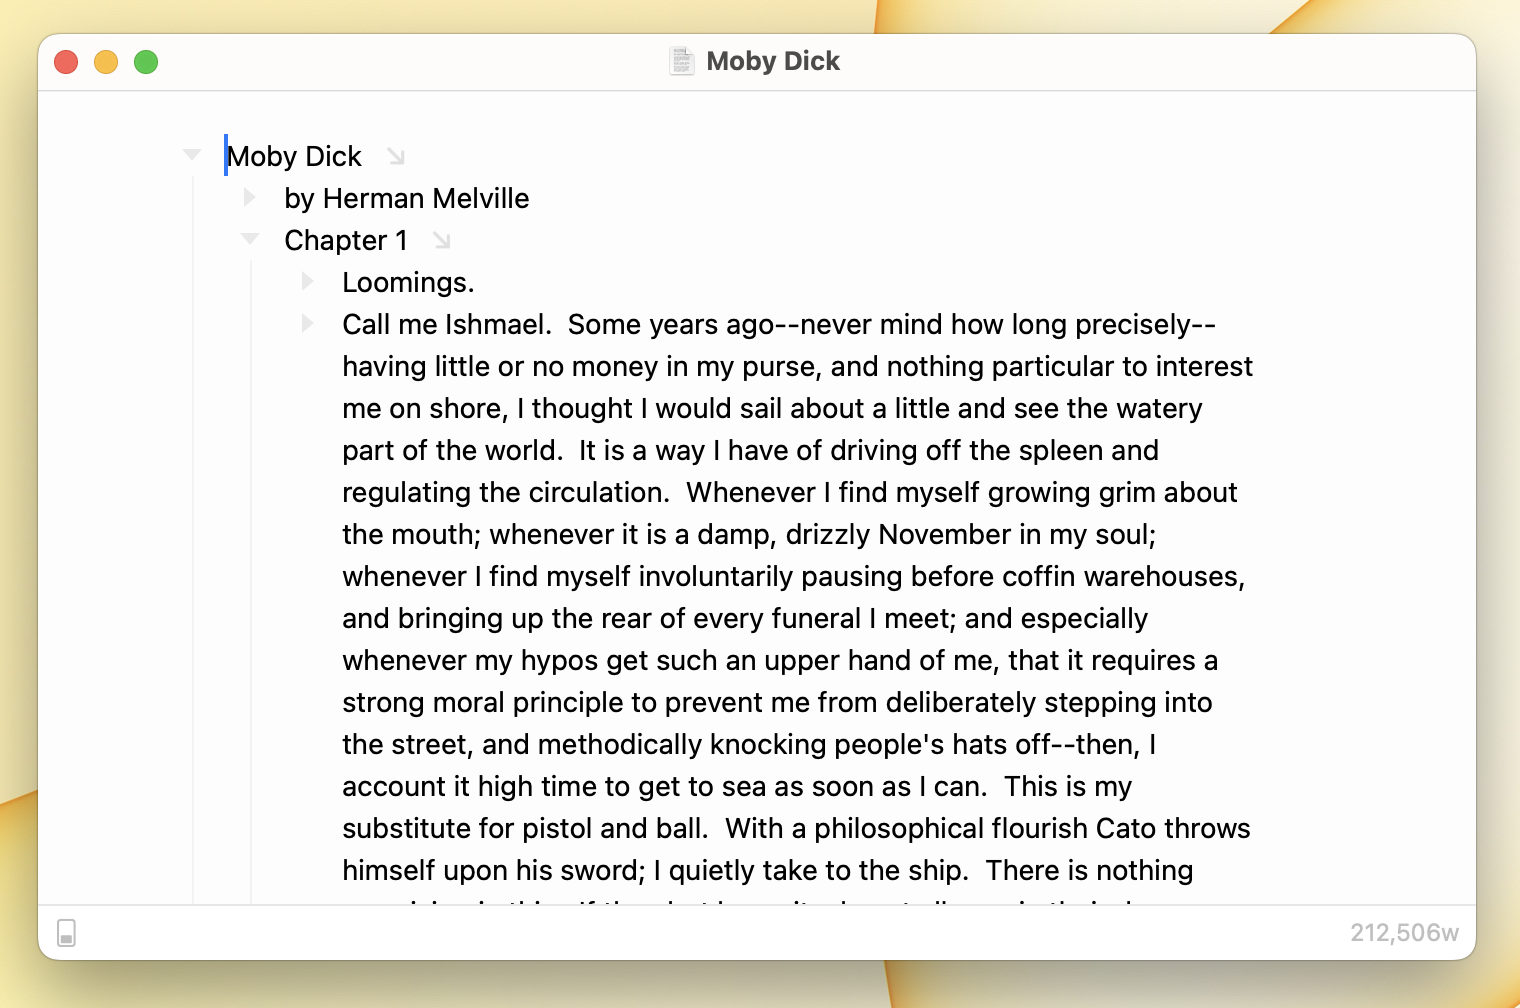 Moby Dick
Moby Dick
by Herman Melville
Chapter 1
Loomings.
Call me Ishmael.  Some years ago--never mind how long precisely--
having little or no money in my purse, and nothing particular to interest
me on shore, I thought I would sail about a little and see the watery
part of the world.  It is a way I have of driving off the spleen and
regulating the circulation.  Whenever I find myself growing grim about
the mouth; whenever it is a damp, drizzly November in my soul;
whenever I find myself involuntarily pausing before coffin warehouses,
and bringing up the rear of every funeral I meet; and especially
whenever my hypos get such an upper hand of me, that it requires a
strong moral principle to prevent me from deliberately stepping into
the street, and methodically knocking people's hats off--then, I
account it high time to get to sea as soon as I can.  This is my
substitute for pistol and ball.  With a philosophical flourish Cato throws
himself upon his sword; I quietly take to the ship.  There is nothing
212,506w